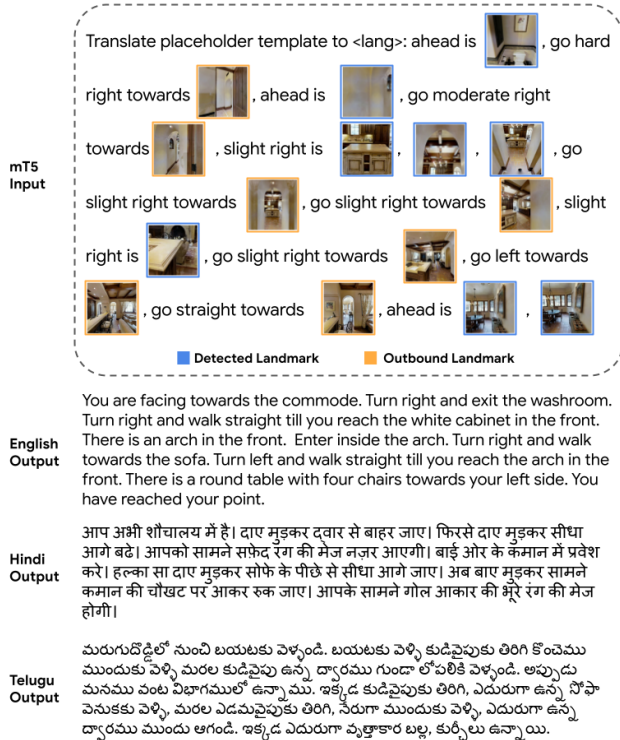 Translate placeholder template to <lang>: ahead is , go hard
right towards , ahead is , go moderate right
towards , slight right is , , , go
slight right towards , go slight right towards , slight
right is , go slight right towards , go left towards
, go straight towards , ahead is ,
Detected Landmark Outbound Landmark
mT5
Input
You are facing towards the commode. Turn right and exit the washroom.
Turn right and walk straight till you reach the white cabinet in the front.
There is an arch in the front. Enter inside the arch. Turn right and walk
towards the sofa. Turn left and walk straight till you reach the arch in the
front. There is a round table with four chairs towards your left side. You
have reached your point.
English
Output
आप अभी शौचालय में है। दाए मुड़कर द्वार से बाहर जाए। फिरसे दाए मुड़कर सीधा
आगे बढे। आपको सामने सफ़ेद रंग की मेज नज़र आएगी। बाई ओर के कमान में प्रवेश
करे। हल्का सा दाए मुड़कर सोफे के पीछे से सीधा आगे जाए। अब बाए मुड़कर सामने
कमान की चौखट पर आकर रुक जाए। आपके सामने गोल आकार की भूरे रंग की मेज
होगी।
Hindi
Output
మరుగుదొడ్డిలో నుంచి బయటకు వెళ్ళండి. బయటకు వెళ్ళి కుడివైపుకు తిరిగి కొంచెము
ముందుకు వెళ్ళి మరల కుడివైపు ఉన్న ద్వారము గుండా లోపలికి వెళ్ళండి. అప్పుడు
మనము వంట విభాగములో ఉన్నాము. ఇక్కడ కుడివైపుకు తిరిగి, ఎదురుగా ఉన్న సోఫా
వెనుకకు వెళ్ళి, మరల ఎడమవైపుకు తిరిగి, నేరుగా ముందుకు వెళ్ళి, ఎదురుగా ఉన్న
ద్వారము ముందు ఆగండి. ఇక్కడ ఎదురుగా వృత్తాకార బల్ల, కుర్చీలు ఉన్నాయి.
Telugu
Output